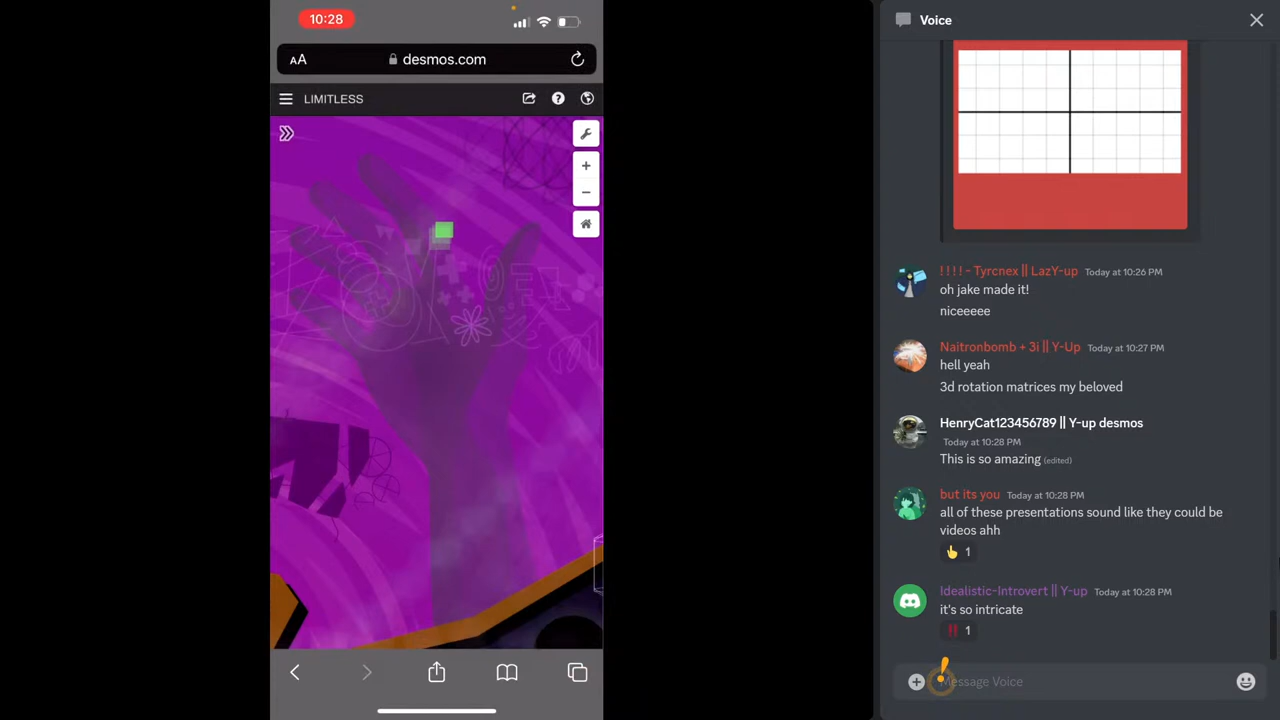 10:28
AA desmos.com
LIMITLESS
Voice
! ! ! ! - Tyrcnex || LazY-up Today at 10:26 PM
oh jake made it!
niceeeee
Naitronbomb + 3i || Y-Up Today at 10:27 PM
hell yeah
3d rotation matrices my beloved
HenryCat123456789 || Y-up desmos
Today at 10:28 PM
This is so amazing (edited)
but its you Today at 10:28 PM
all of these presentations sound like they could be
videos ahh
1
Idealistic-Introvert || Y-up Today at 10:28 PM
it's so intricate
1
Message Voice